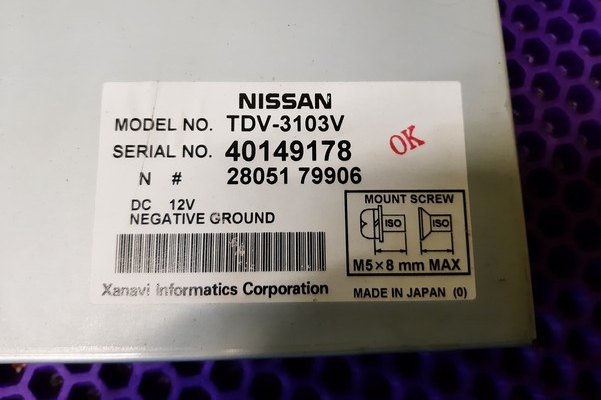 NISSAN
MODEL NO. TDV-3103V
SERIAL NO. 40149178
N # 28051 79906
OK
DC 12V
NEGATIVE GROUND
MOUNT SCREW
ISO ISO
M5×8 mm MAX
Xanavi Informatics Corporation
MADE IN JAPAN (0)